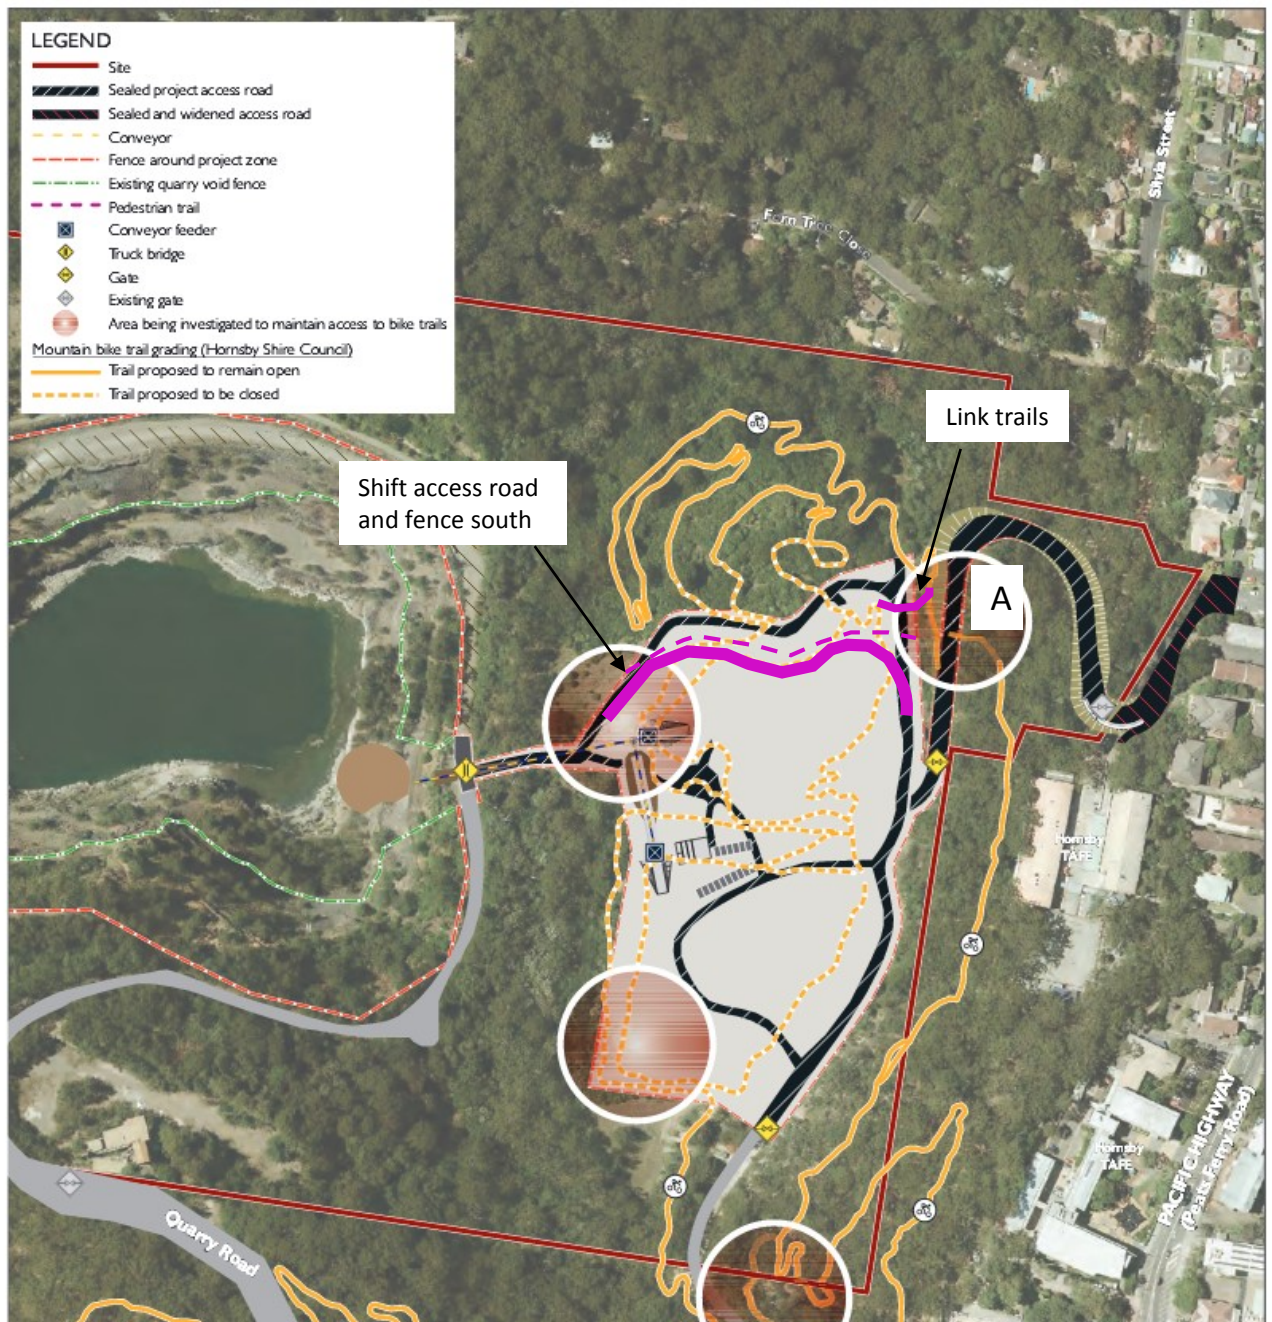 LEGEND
Site
Sealed project access road
Sealed and widened access road
Conveyor
Fence around project zone
Existing quarry void fence
Pedestrian trail
Conveyor feeder
Truck bridge
Gate
Existing gate
Area being investigated to maintain access to bike trails
Mountain bike trail grading (Hornsby Shire Council)
Trail proposed to remain open
Trail proposed to be closed
Silvia Street
Fern Tree Close
Link trails
Shift access road
and fence south
A
Hornsby
TAFE
Hornsby
TAFE
PACIFIC HIGHWAY
(Peats Ferry Road)
Quarry Road